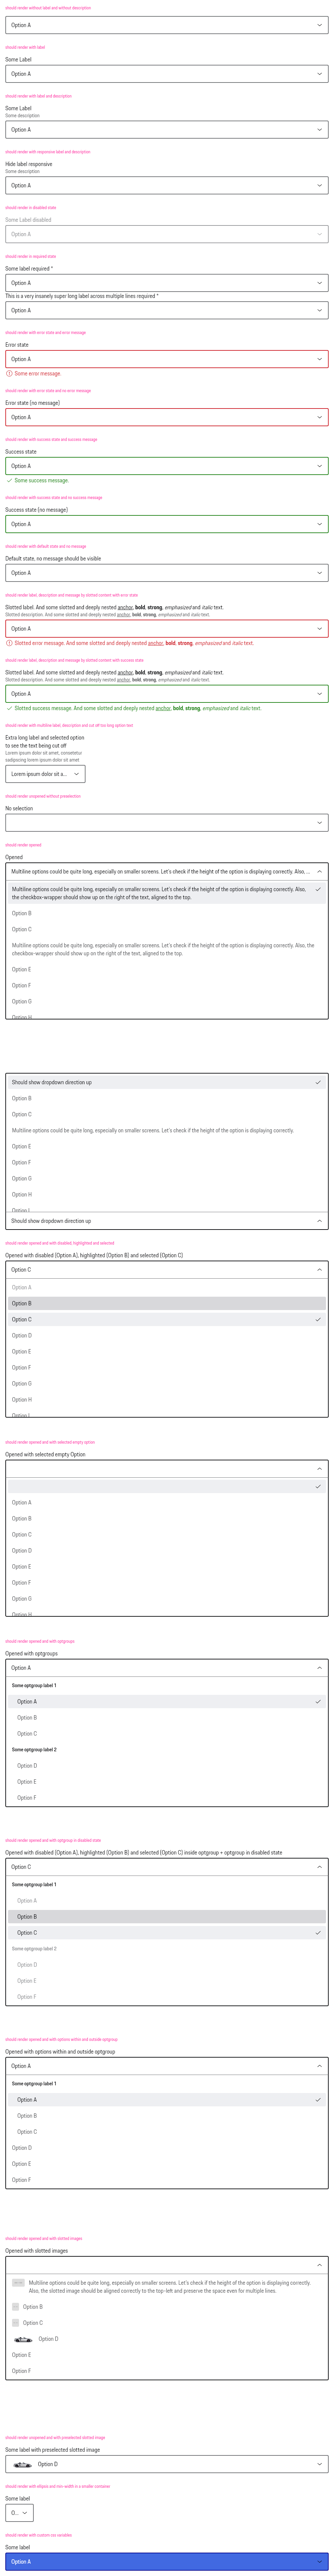 should render without label and without description
Option A
should render with label
Some Label
Option A
should render with label and description
Some Label
Some description
Option A
should render with responsive label and description
Hide label responsive
Some description
Option A
should render in disabled state
Some Label disabled
Option A
should render in required state
Some label required *
Option A
This is a very insanely super long label across multiple lines required *
Option A
should render with error state and error message
Error state
Option A
Some error message.
should render with error state and no error message
Error state (no message)
Option A
should render with success state and success message
Success state
Option A
Some success message.
should render with success state and no success message
Success state (no message)
Option A
should render with default state and no message
Default state, no message should be visible
Option A
should render label, description and message by slotted content with error state
Slotted label. And some slotted and deeply nested anchor, bold, strong, emphasized and italic text.
Slotted description. And some slotted and deeply nested anchor, bold, strong, emphasized and italic text.
Option A
Slotted error message. And some slotted and deeply nested anchor, bold, strong, emphasized and italic text.
should render label, description and message by slotted content with success state
Slotted label. And some slotted and deeply nested anchor, bold, strong, emphasized and italic text.
Slotted description. And some slotted and deeply nested anchor, bold, strong, emphasized and italic text.
Option A
Slotted success message. And some slotted and deeply nested anchor, bold, strong, emphasized and italic text.
should render with multiline label, description and cut off too long option text
Extra long label and selected option
to see the text being cut off
Lorem ipsum dolor sit amet, consetetur
sadipscing lorem ipsum dolor sit amet
Lorem ipsum dolor sit a...
should render unopened without preselection
No selection
should render opened
Opened
Multiline options could be quite long, especially on smaller screens. Let's check if the height of the option is displaying correctly. Also, ...
Multiline options could be quite long, especially on smaller screens. Let's check if the height of the option is displaying correctly. Also,
the checkbox-wrapper should show up on the right of the text, aligned to the top.
Option B
Option C
Multiline options could be quite long, especially on smaller screens. Let's check if the height of the option is displaying correctly. Also, the
checkbox-wrapper should show up on the right of the text, aligned to the top.
Option E
Option F
Option G
Option H
Should show dropdown direction up
Option B
Option C
Multiline options could be quite long, especially on smaller screens. Let's check if the height of the option is displaying correctly.
Option E
Option F
Option G
Option H
Option I
Should show dropdown direction up
should render opened and with disabled, highlighted and selected
Opened with disabled (Option A), highlighted (Option B) and selected (Option C)
Option C
Option A
Option B
Option C
Option D
Option E
Option F
Option G
Option H
Option I
should render opened and with selected empty option
Opened with selected empty Option
Option A
Option B
Option C
Option D
Option E
Option F
Option G
Option H
should render opened and with optgroups
Opened with optgroups
Option A
Some optgroup label 1
Option A
Option B
Option C
Some optgroup label 2
Option D
Option E
Option F
should render opened and with optgroup in disabled state
Opened with disabled (Option A), highlighted (Option B) and selected (Option C) inside optgroup + optgroup in disabled state
Option C
Some optgroup label 1
Option A
Option B
Option C
Some optgroup label 2
Option D
Option E
Option F
should render opened and with options within and outside optgroup
Opened with options within and outside optgroup
Option A
Some optgroup label 1
Option A
Option B
Option C
Option D
Option E
Option F
should render opened and with slotted images
Opened with slotted images
Multiline options could be quite long, especially on smaller screens. Let's check if the height of the option is displaying correctly.
Also, the slotted image should be aligned correctly to the top-left and preserve the space even for multiple lines.
Option B
Option C
Option D
Option E
Option F
should render unopened and with preselected slotted image
Some label with preselected slotted image
Option D
should render with ellipsis and min-width in a smaller container
Some label
O...
should render with custom css variables
Some label
Option A